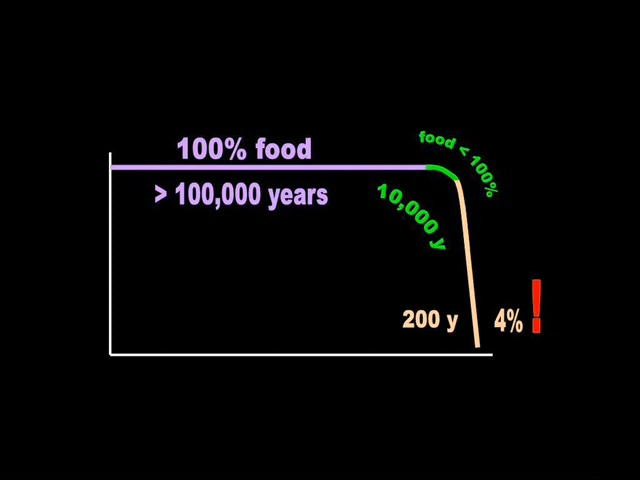 100% food
food < 100%
> 100,000 years
10,000 y
200 y
4% !